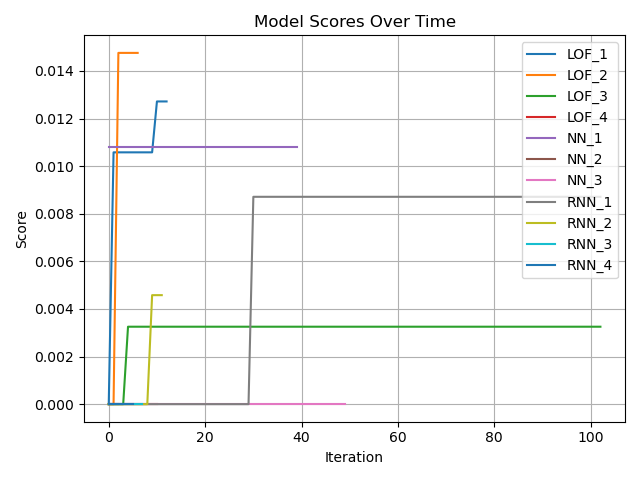 Model Scores Over Time
Score
0.014
0.012
0.010
0.008
0.006
0.004
0.002
0.000
0
20
40
60
80
100
Iteration
LOF_1
LOF_2
LOF_3
LOF_4
NN_1
NN_2
NN_3
RNN_1
RNN_2
RNN_3
RNN_4